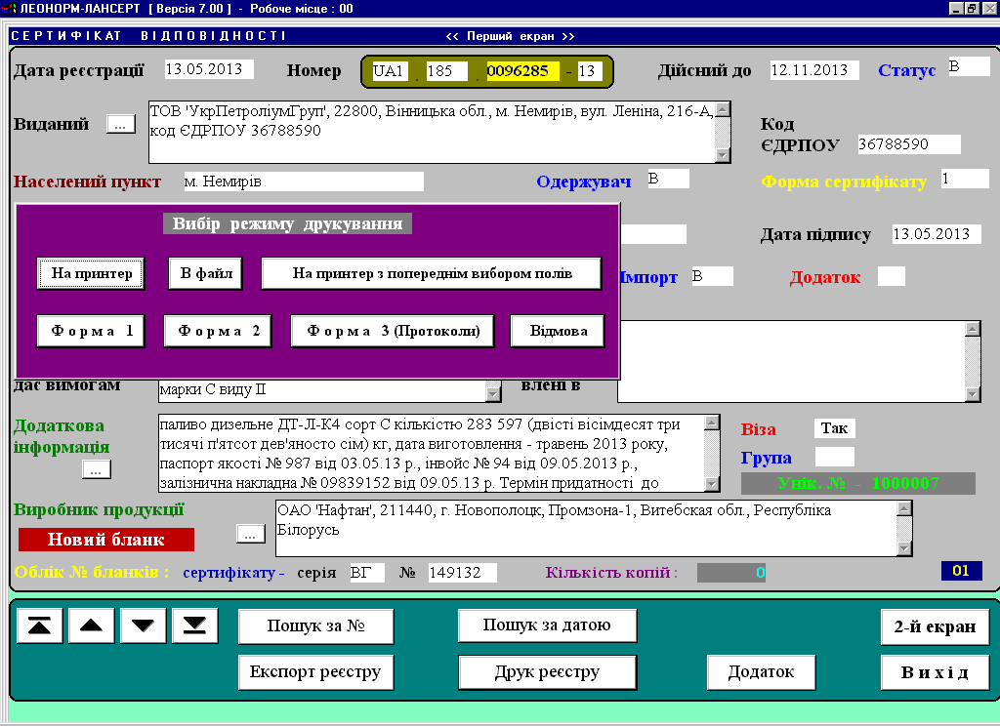 ЛЕОНОРМ-ЛАНСЕРТ [ Версія 7.00 ] - Робоче місце : 00
СЕРТИФІКАТ ВІДПОВІДНОСТІ << Перший екран >>
Дата реєстрації 13.05.2013 Номер UA1 . 185 . 0096285 - 13 Дійсний до 12.11.2013 Статус В
Виданий ... ТОВ 'УкрПетроліумГруп', 22800, Вінницька обл., м. Немирів, вул. Леніна, 216-А,
код ЄДРПОУ 36788590
Код
ЄДРПОУ 36788590
Населений пункт м. Немирів Одержувач В Форма сертифікату 1
Вибір режиму друкування
Дата підпису 13.05.2013
На принтер В файл На принтер з попереднім вибором полів
Імпорт В Додаток
Ф о р м а 1 Ф о р м а 2 Ф о р м а 3 (Протоколи) Відмова
дає вимогам марки С виду ІІ влені в
Додаткова
інформація
...
паливо дизельне ДТ-Л-К4 сорт С кількістю 283 597 (двісті вісімдесят три
тисячі п'ятсот дев'яносто сім) кг, дата виготовлення - травень 2013 року,
паспорт якості № 987 від 03.05.13 р., інвойс № 94 від 09.05.2013 р.,
залізнична накладна № 09839152 від 09.05.13 р. Термін придатності до
Віза Так
Група
Унік. № - 1000007
Виробник продукції
Новий бланк
... ОАО 'Нафтан', 211440, г. Новополоцк, Промзона-1, Витебская обл., Республіка
Білорусь
Облік № бланків : сертифікату - серія ВГ № 149132 Кількість копій : 0 01
Пошук за № Пошук за датою 2-й екран
Експорт реєстру Друк реєстру Додаток В и х і д